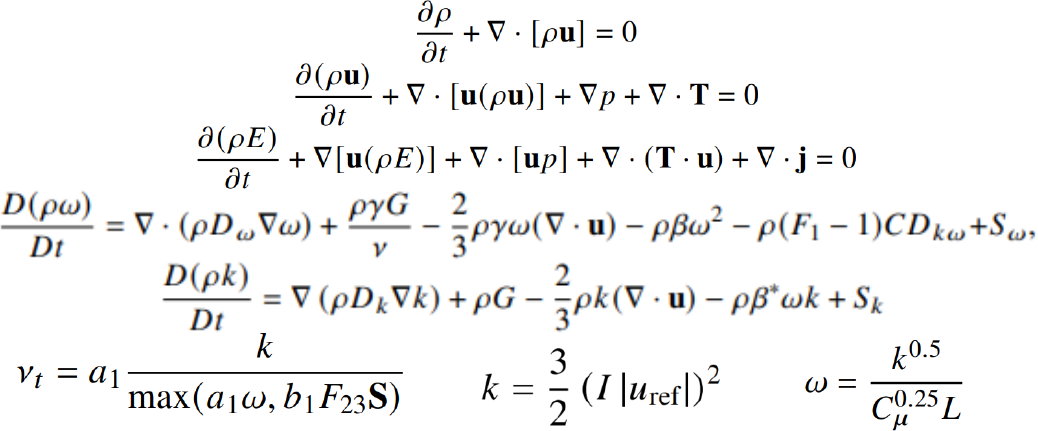 ∂ρ/∂t + ∇ · [ρ𝐮] = 0
∂(ρ𝐮)/∂t + ∇ · [𝐮(ρ𝐮)] + ∇p + ∇ · 𝐓 = 0
∂(ρE)/∂t + ∇[𝐮(ρE)] + ∇ · [𝐮p] + ∇ · (𝐓 · 𝐮) + ∇ · 𝐣 = 0
D(ρω)/Dt = ∇ · (ρD_ω∇ω) + ργG/ν − 2/3 ργω(∇ · 𝐮) − ρβω² − ρ(F₁ − 1)CD_{kω}+S_ω,
D(ρk)/Dt = ∇ (ρD_k∇k) + ρG − 2/3 ρk(∇ · 𝐮) − ρβ*ωk + S_k
ν_t = a₁ k/max(a₁ω, b₁F₂₃𝐒) k = 3/2 (I |u_ref|)² ω = k^{0.5}/(C_μ^{0.25}L)